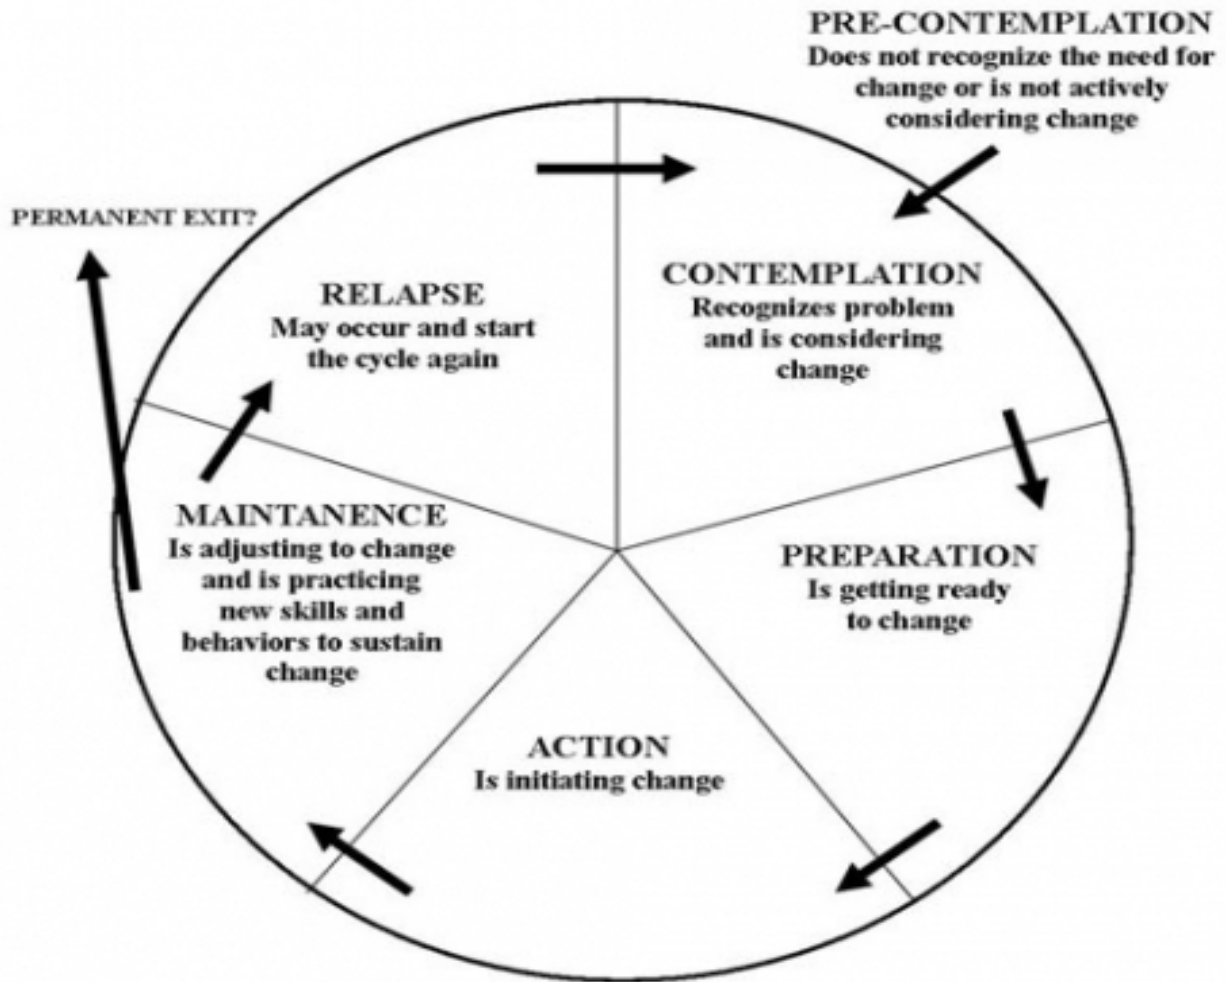 PRE-CONTEMPLATION
Does not recognize the need for
change or is not actively
considering change
PERMANENT EXIT?
CONTEMPLATION
Recognizes problem
and is considering
change
RELAPSE
May occur and start
the cycle again
MAINTANENCE
Is adjusting to change
and is practicing
new skills and
behaviors to sustain
change
PREPARATION
Is getting ready
to change
ACTION
Is initiating change